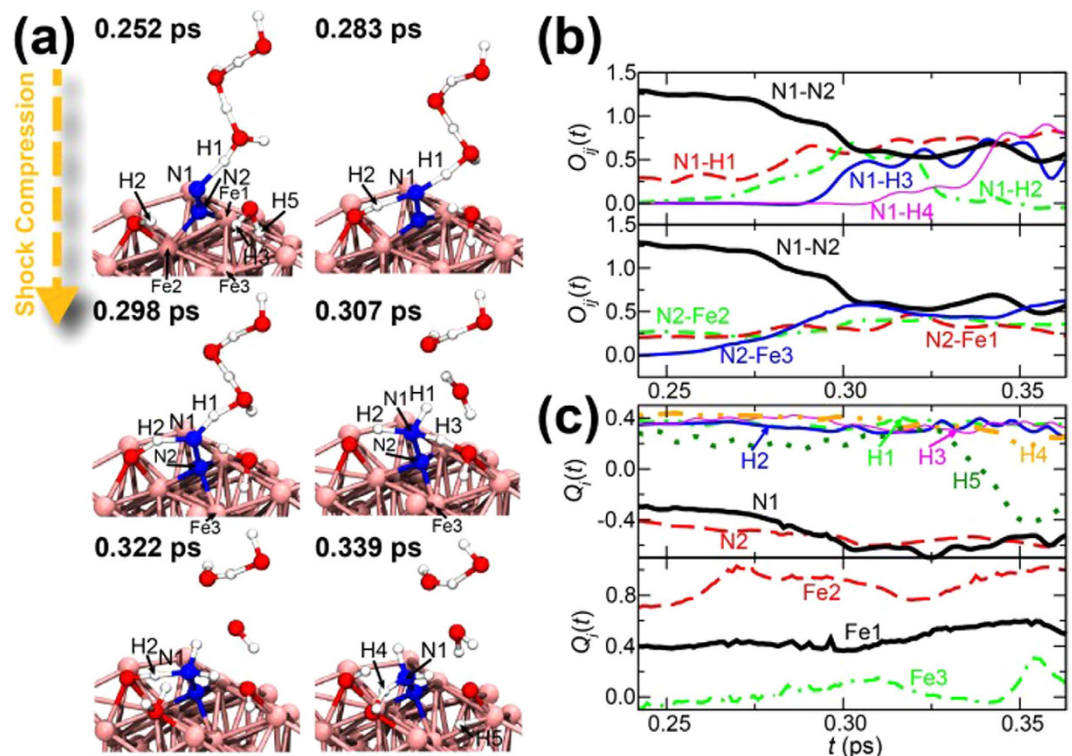 (a)
Shock Compression
0.252 ps
H1
N1
N2
Fe1
H2
H5
H3
Fe2
Fe3
0.283 ps
H1
N1
H2
0.298 ps
H1
N1
H2
N2
Fe3
0.307 ps
N1
H1
H2
H3
N2
Fe3
0.322 ps
H2
N1
0.339 ps
H4
N1
H5
(b)
1.5
1.0
0.5
0.0
Oij(t)
N1-N2
N1-H1
N1-H3
N1-H2
N1-H4
1.5
1.0
0.5
0.0
Oij(t)
N1-N2
N2-Fe2
N2-Fe1
N2-Fe3
0.25 0.30 0.35
(c)
0.4
0.0
-0.4
Qi(t)
H2
H1
H3
H4
H5
N1
N2
0.8
0.4
0.0
Qi(t)
Fe2
Fe1
Fe3
0.25 0.30 0.35
t (ps)